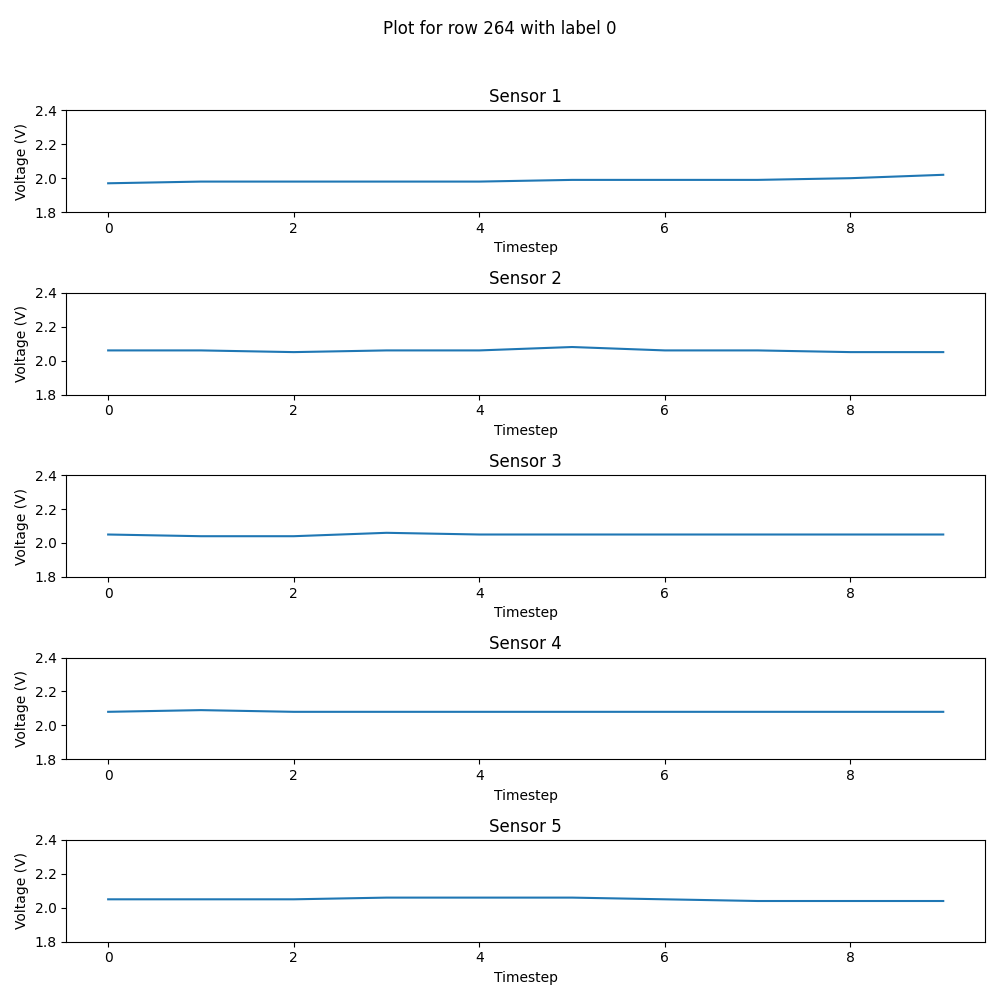 Plot for row 264 with label 0
Sensor 1
2.4
2.2
2.0
1.8
Voltage (V)
0 2 4 6 8
Timestep
Sensor 2
2.4
2.2
2.0
1.8
Voltage (V)
0 2 4 6 8
Timestep
Sensor 3
2.4
2.2
2.0
1.8
Voltage (V)
0 2 4 6 8
Timestep
Sensor 4
2.4
2.2
2.0
1.8
Voltage (V)
0 2 4 6 8
Timestep
Sensor 5
2.4
2.2
2.0
1.8
Voltage (V)
0 2 4 6 8
Timestep